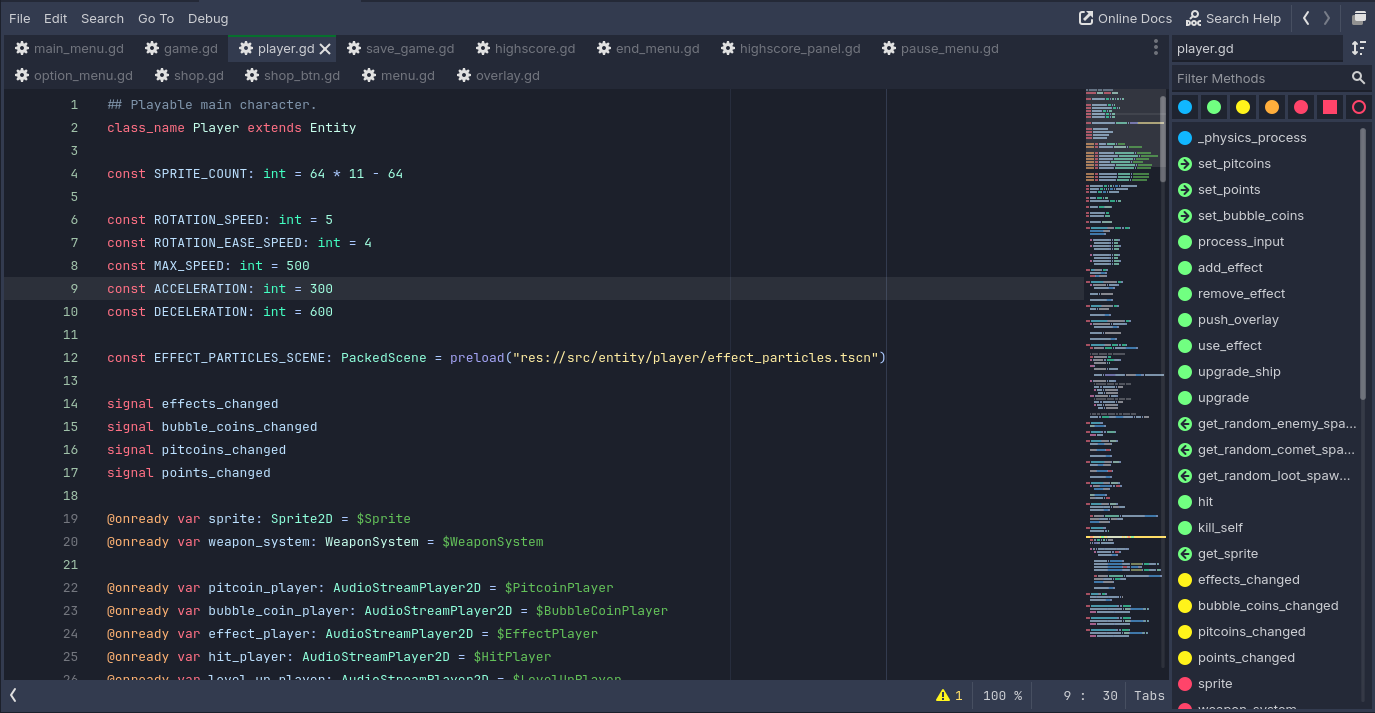 File Edit Search Go To Debug Online Docs Search Help
main_menu.gd game.gd player.gd save_game.gd highscore.gd end_menu.gd highscore_panel.gd pause_menu.gd
option_menu.gd shop.gd shop_btn.gd menu.gd overlay.gd
1 ## Playable main character.
2 class_name Player extends Entity
3
4 const SPRITE_COUNT: int = 64 * 11 - 64
5
6 const ROTATION_SPEED: int = 5
7 const ROTATION_EASE_SPEED: int = 4
8 const MAX_SPEED: int = 500
9 const ACCELERATION: int = 300
10 const DECELERATION: int = 600
11
12 const EFFECT_PARTICLES_SCENE: PackedScene = preload("res://src/entity/player/effect_particles.tscn")
13
14 signal effects_changed
15 signal bubble_coins_changed
16 signal pitcoins_changed
17 signal points_changed
18
19 @onready var sprite: Sprite2D = $Sprite
20 @onready var weapon_system: WeaponSystem = $WeaponSystem
21
22 @onready var pitcoin_player: AudioStreamPlayer2D = $PitcoinPlayer
23 @onready var bubble_coin_player: AudioStreamPlayer2D = $BubbleCoinPlayer
24 @onready var effect_player: AudioStreamPlayer2D = $EffectPlayer
25 @onready var hit_player: AudioStreamPlayer2D = $HitPlayer
26 @onready var level_up_player: AudioStreamPlayer2D = $LevelUpPlayer
1 100 % 9 : 30 Tabs
player.gd
Filter Methods
_physics_process
set_pitcoins
set_points
set_bubble_coins
process_input
add_effect
remove_effect
push_overlay
use_effect
upgrade_ship
upgrade
get_random_enemy_spa...
get_random_comet_spa...
get_random_loot_spaw...
hit
kill_self
get_sprite
effects_changed
bubble_coins_changed
pitcoins_changed
points_changed
sprite
weapon_system